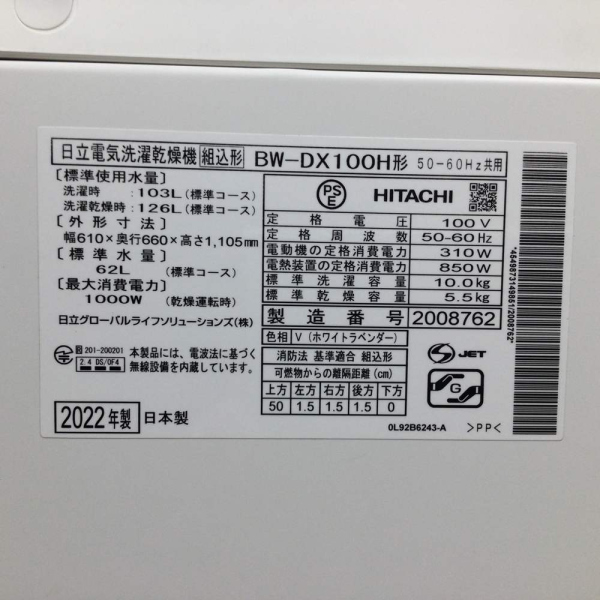 日立電気洗濯乾燥機 組込形 BW-DX100H形 50-60Hz共用
〔標準使用水量〕
洗濯時 : 103L (標準コース)
洗濯乾燥時 : 126L (標準コース)
〔外形寸法〕
幅610×奥行660×高さ1,105mm
〔標準水量〕
62L (標準コース)
〔最大消費電力〕
1000W (乾燥運転時)
日立グローバルライフソリューションズ(株)
PSE HITACHI
定格電圧 100V
定格周波数 50-60Hz
電動機の定格消費電力 310W
電熱装置の定格消費電力 850W
標準洗濯容量 10.0kg
標準乾燥容量 5.5kg
製造番号 2008762
R 201-200201
2.4 DS/OF4
本製品には、電波法に基づく
無線設備を内蔵しています。
2022年製 日本製
色相 V (ホワイトラベンダー)
消防法 基準適合 組込形
可燃物からの離隔距離(cm)
上方 左方 右方 後方 下方
50 1.5 1.5 1.5 0
S JET
G
0L92B6243-A >PP<
*4549873149861/2008762*